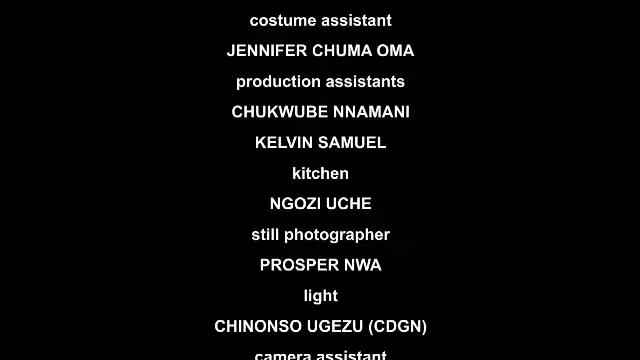 costume assistant
JENNIFER CHUMA OMA
production assistants
CHUKWUBE NNAMANI
KELVIN SAMUEL
kitchen
NGOZI UCHE
still photographer
PROSPER NWA
light
CHINONSO UGEZU (CDGN)
camera assistant